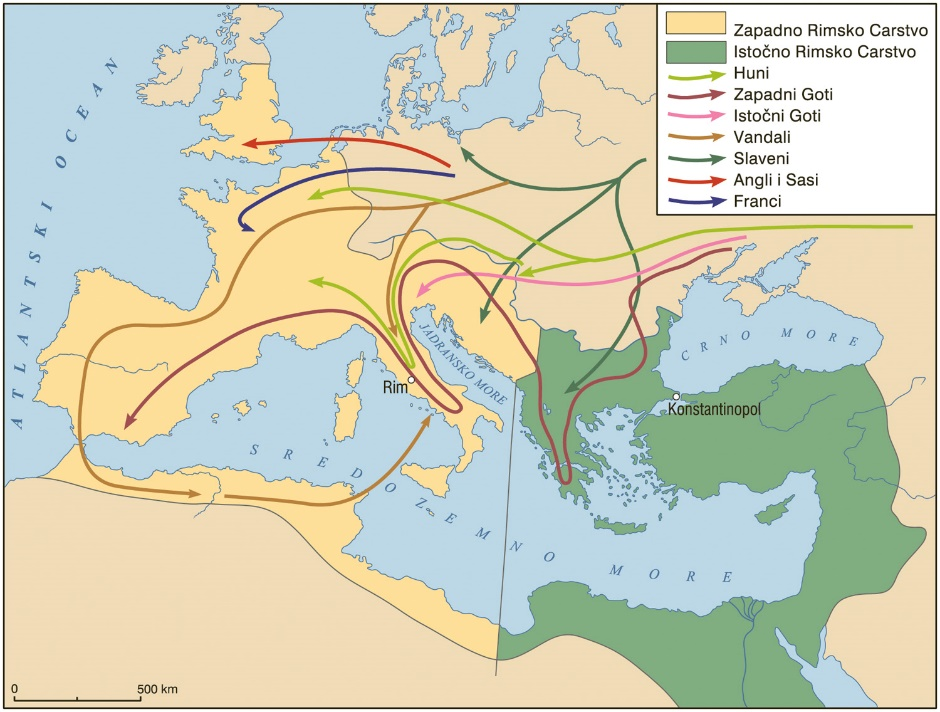 Zapadno Rimsko Carstvo
Istočno Rimsko Carstvo
Huni
Zapadni Goti
Istočni Goti
Vandali
Slaveni
Angli i Sasi
Franci
ATLANTSKI OCEAN
JADRANSKO MORE
CRNO MORE
Rim
Konstantinopol
SREDOZEMNO MORE
0 500 km